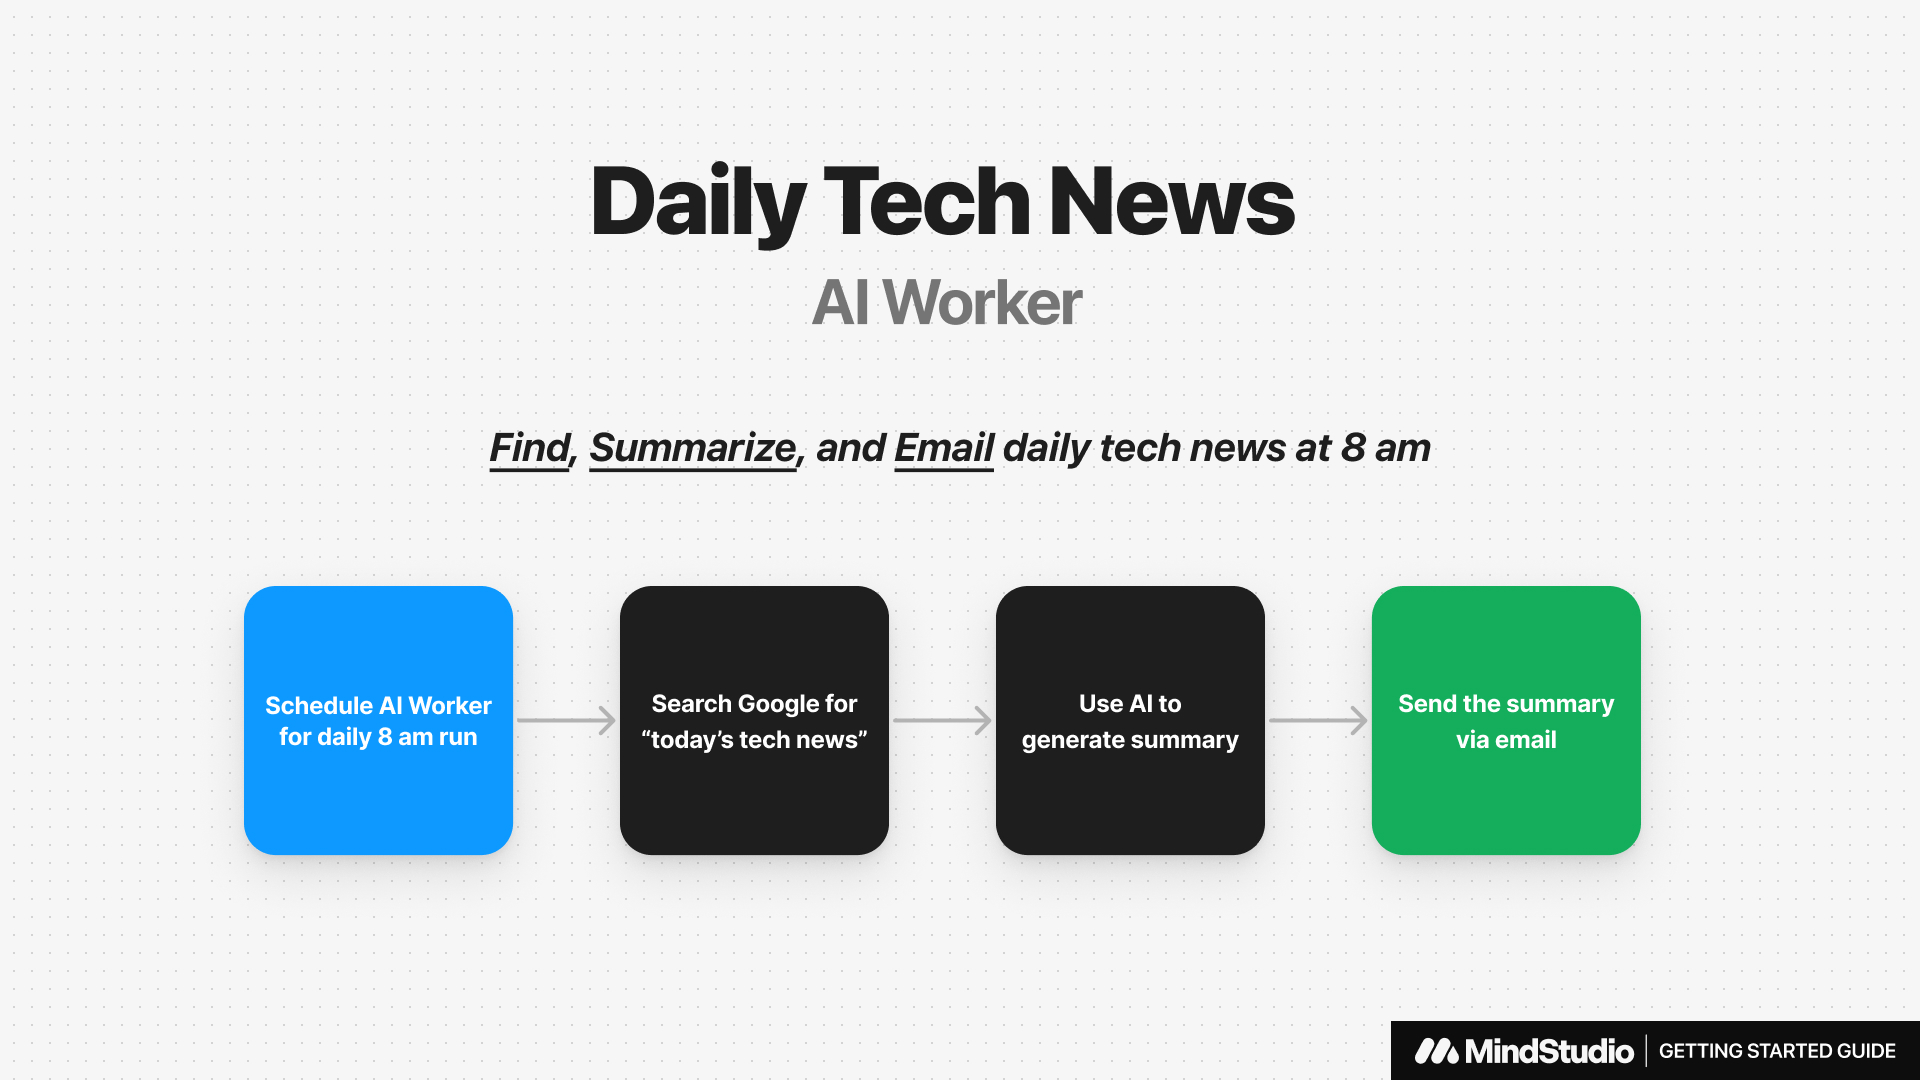 Daily Tech News
AI Worker
Find, Summarize, and Email daily tech news at 8 am
Schedule AI Worker
for daily 8 am run
Search Google for
“today’s tech news”
Use AI to
generate summary
Send the summary
via email
MindStudio | GETTING STARTED GUIDE